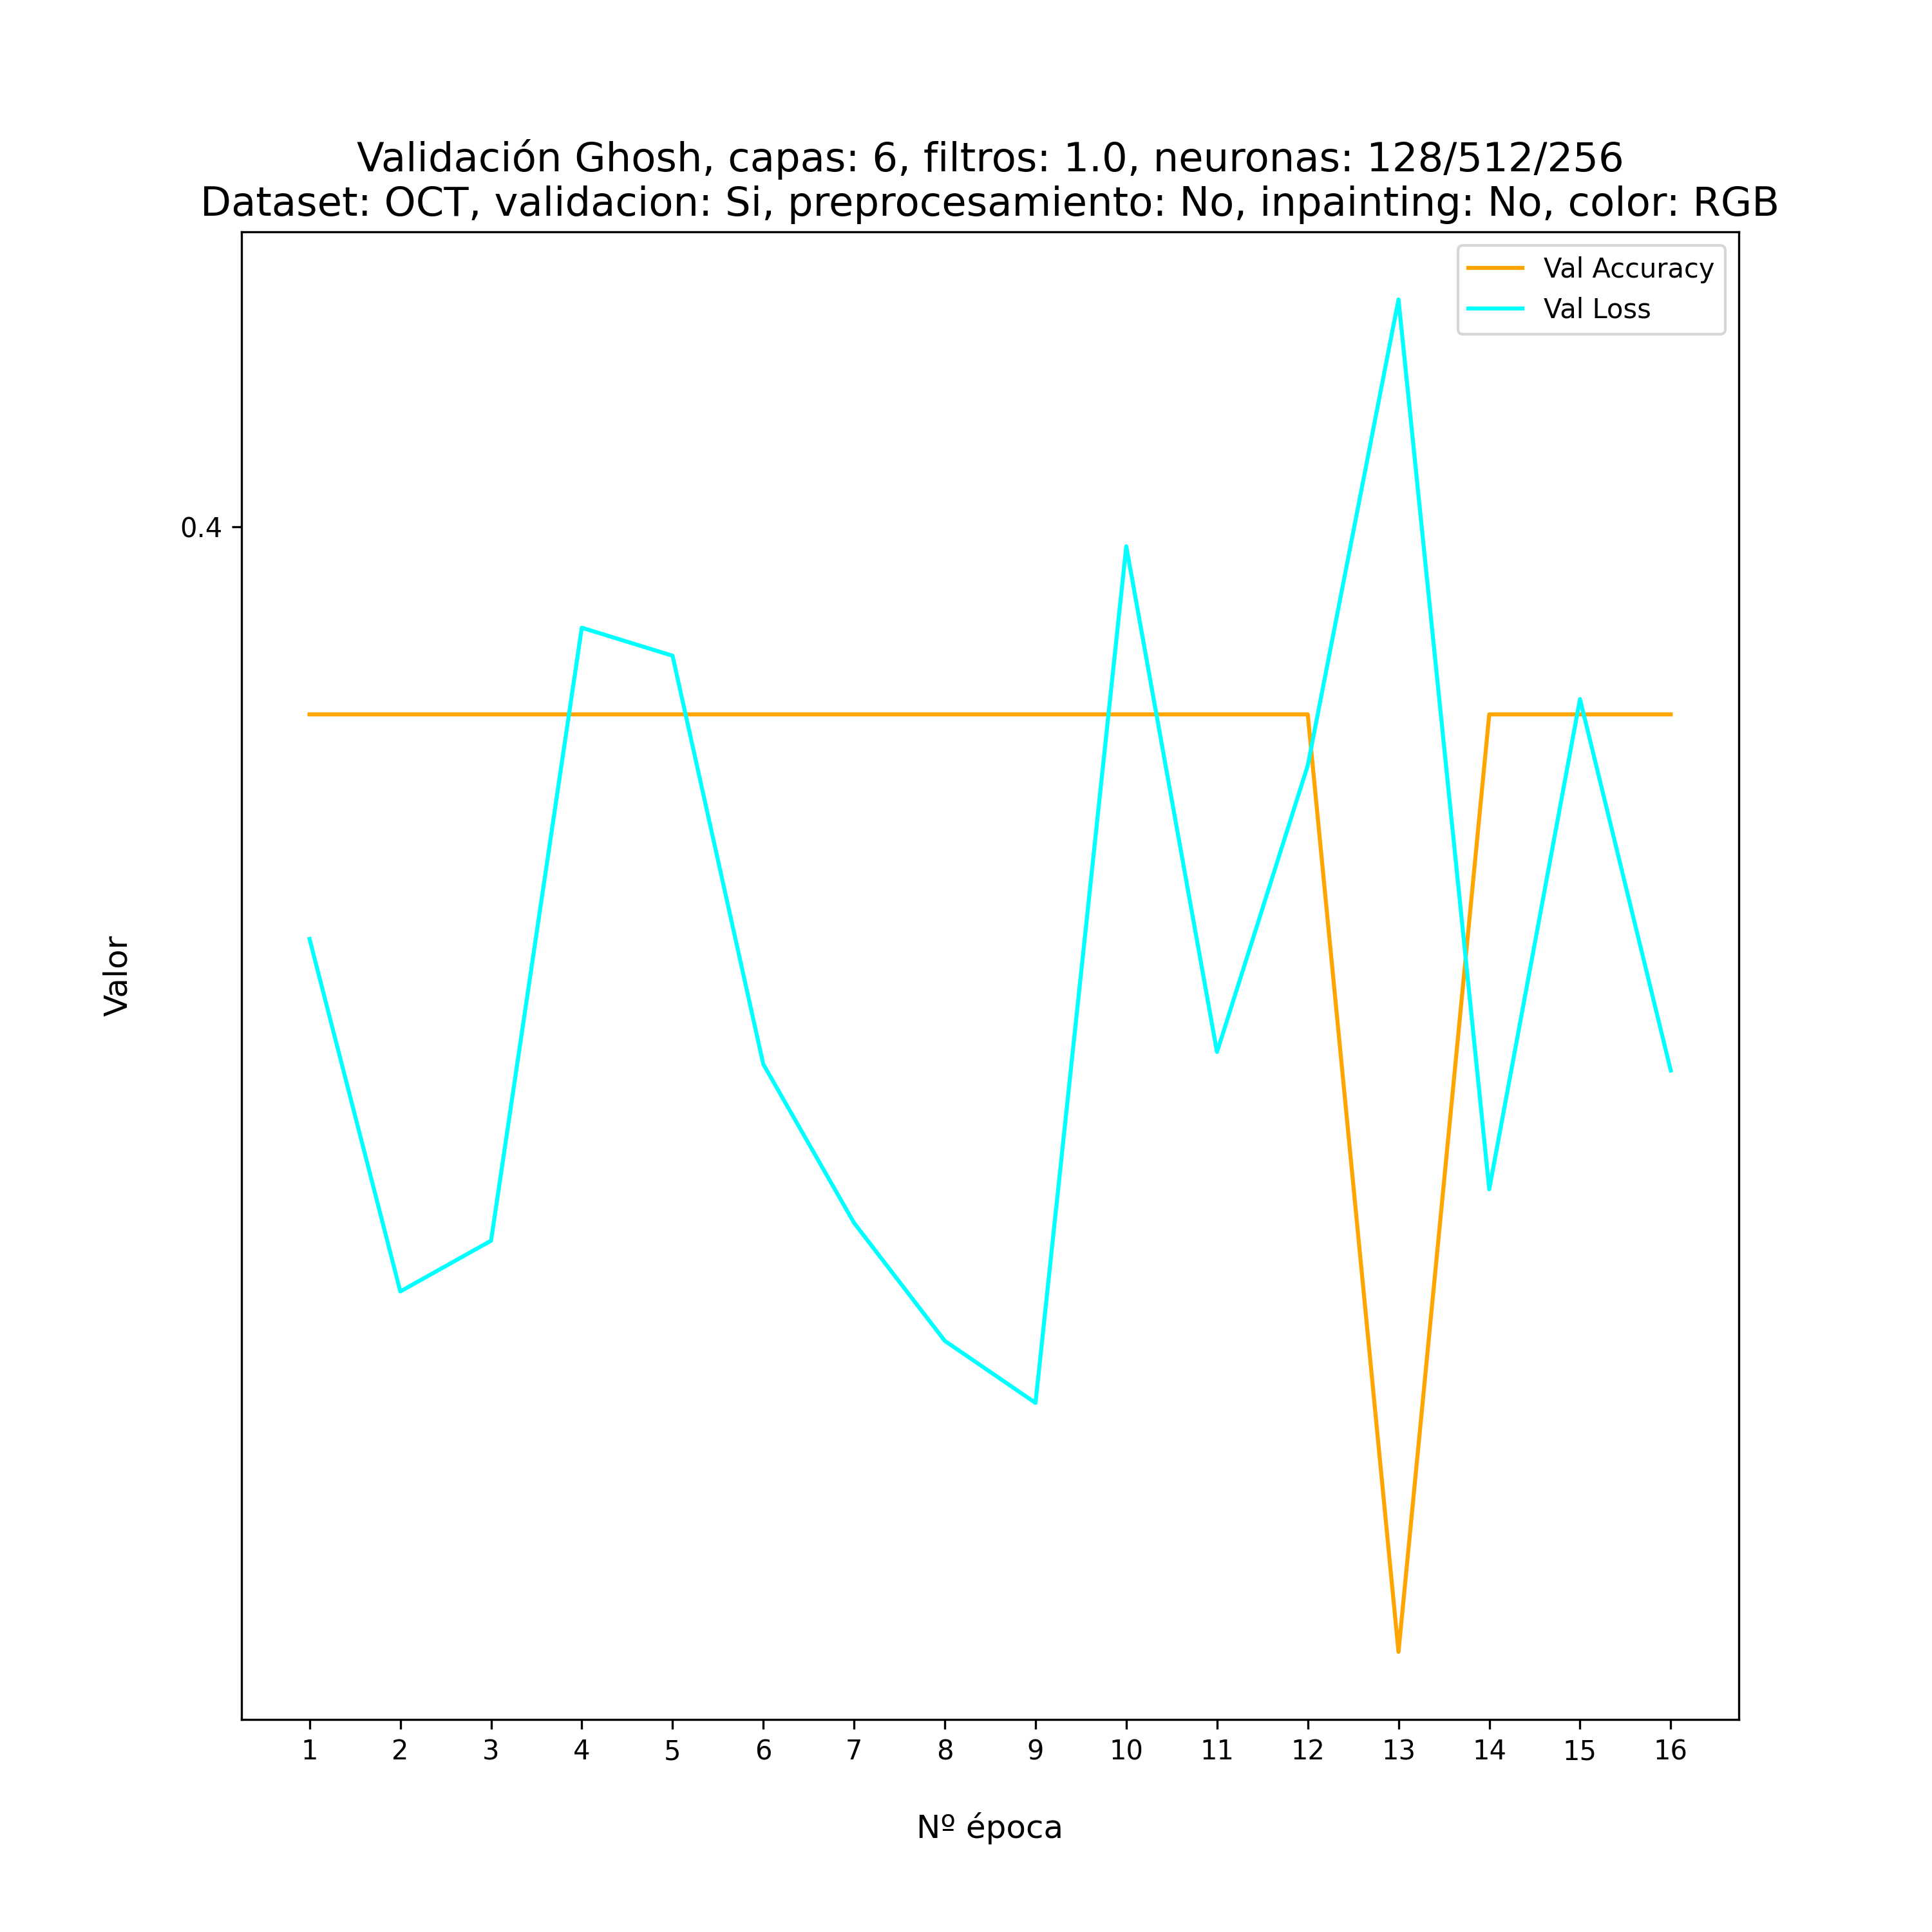 Validación Ghosh, capas: 6, filtros: 1.0, neuronas: 128/512/256
Dataset: OCT, validacion: Si, preprocesamiento: No, inpainting: No, color: RGB
Val Accuracy
Val Loss
0.4
Valor
1 2 3 4 5 6 7 8 9 10 11 12 13 14 15 16
Nº época